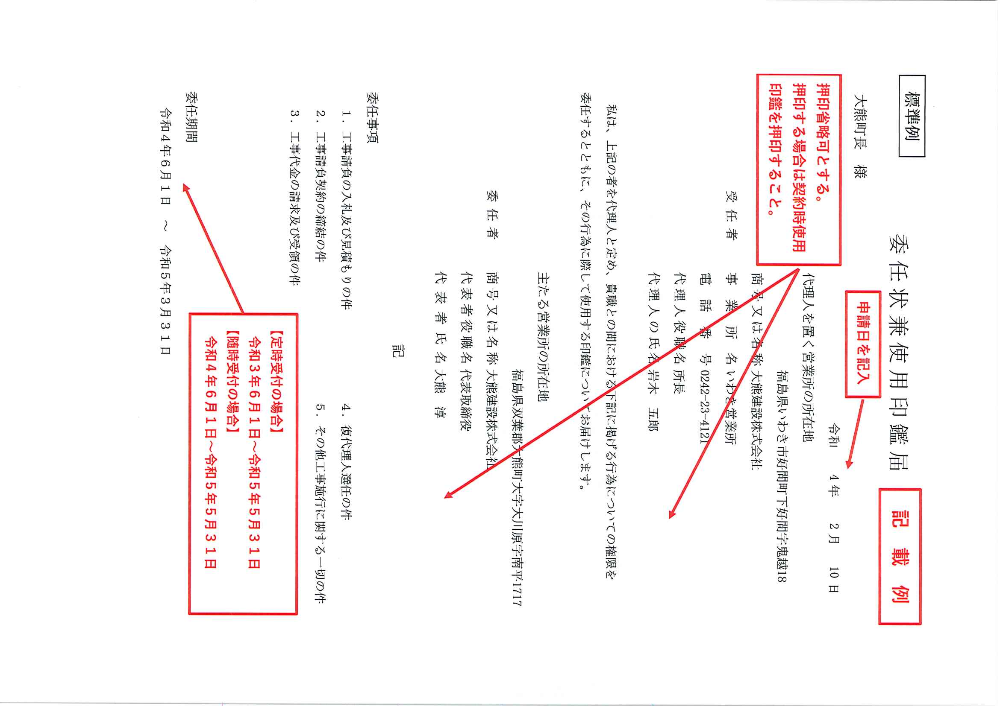 標準例
委任状兼使用印鑑届
記　載　例
申請日を記入
大熊町長　様
令和　4年　2月　10日
押印省略可とする。
押印する場合は契約時使用
印鑑を押印すること。
代理人を置く営業所の所在地
福島県いわき市好間町下好間字鬼越18
商号又は名称 大熊建設株式会社
受任者　事業所名 いわき営業所
電話番号 0242-23-4121
代理人役職名 所長
代理人の氏名 岩木　五郎
私は、上記の者を代理人と定め、貴職との間における下記に掲げる行為についての権限を
委任するとともに、その行為に際して使用する印鑑についてお届けします。
主たる営業所の所在地
福島県双葉郡大熊町大字大川原字南平1717
委任者　商号又は名称 大熊建設株式会社
代表者役職名 代表取締役
代表者氏名 大熊　淳
記
委任事項
１．工事請負の入札及び見積もりの件　４．復代理人選任の件
２．工事請負契約の締結の件　５．その他工事施行に関する一切の件
３．工事代金の請求及び受領の件
【定時受付の場合】
令和３年６月１日～令和５年５月３１日
【随時受付の場合】
令和４年６月１日～令和５年５月３１日
委任期間
令和４年６月１日　～　令和５年３月３１日